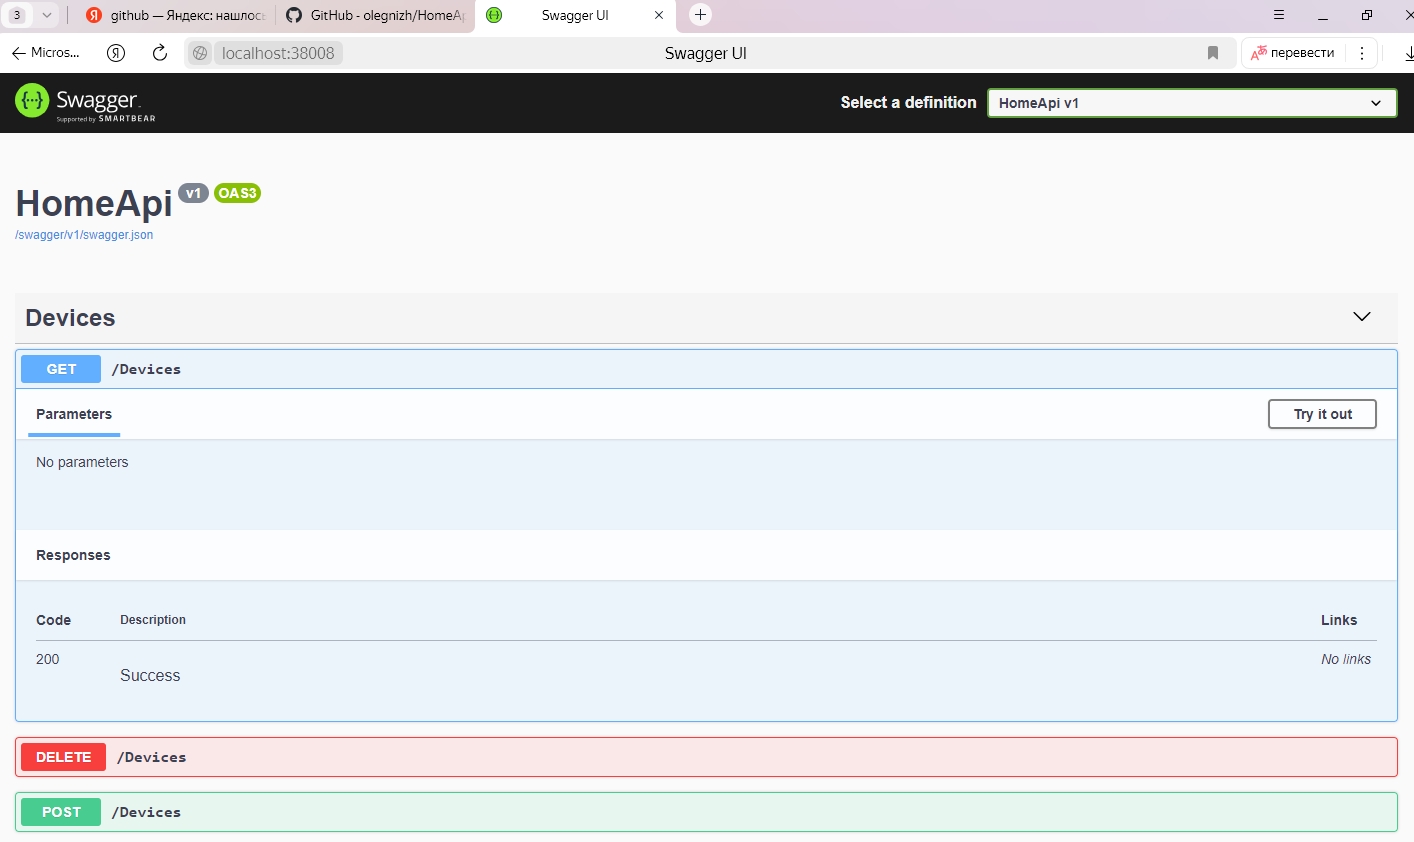 3
github — Яндекс: нашлось
GitHub - olegnizh/HomeAp
Swagger UI
Micros...
Я
localhost:38008
Swagger UI
перевести
Swagger.
Supported by SMARTBEAR
Select a definition
HomeApi v1
HomeApi v1 OAS3
/swagger/v1/swagger.json
Devices
GET /Devices
Parameters
Try it out
No parameters
Responses
Code Description Links
200 Success No links
DELETE /Devices
POST /Devices